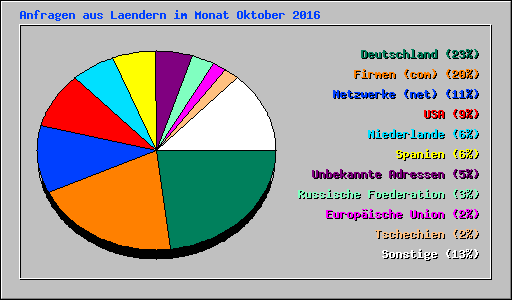 Anfragen aus Laendern im Monat Oktober 2016
Deutschland (23%)
Firmen (com) (20%)
Netzwerke (net) (11%)
USA (9%)
Niederlande (6%)
Spanien (6%)
Unbekannte Adressen (5%)
Russische Foederation (3%)
Europäische Union (2%)
Tschechien (2%)
Sonstige (13%)